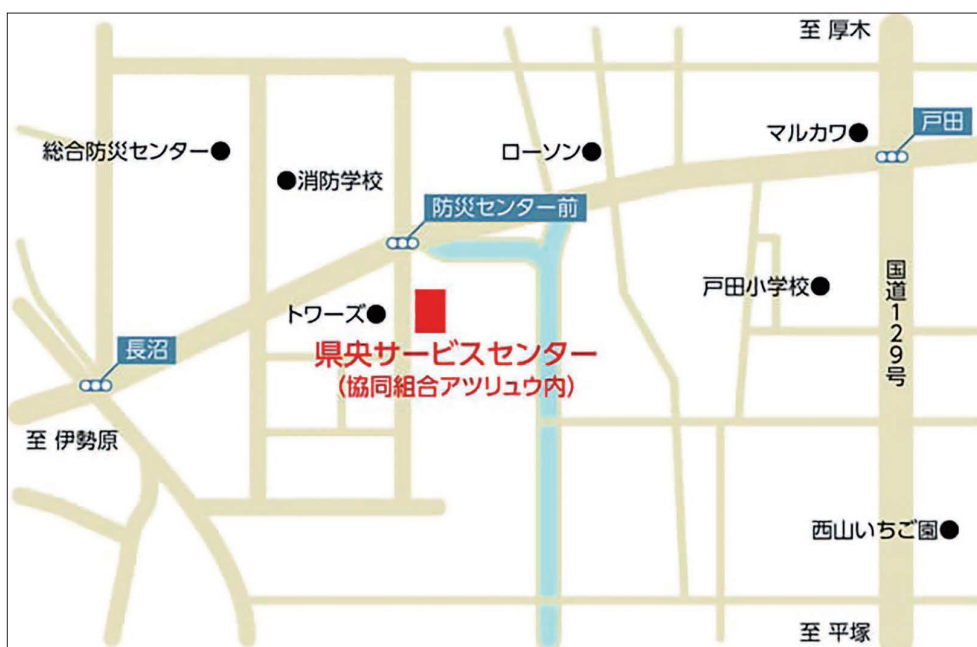 至 厚木
戸田
マルカワ
ローソン
総合防災センター
消防学校
防災センター前
国道129号
戸田小学校
トワーズ
長沼
県央サービスセンター
(協同組合アツリュウ内)
至 伊勢原
西山いちご園
至 平塚